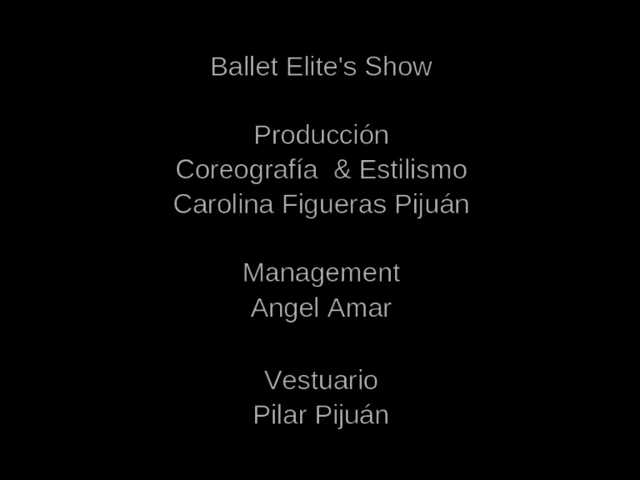 Ballet Elite's Show
Producción
Coreografía & Estilismo
Carolina Figueras Pijuán
Management
Angel Amar
Vestuario
Pilar Pijuán